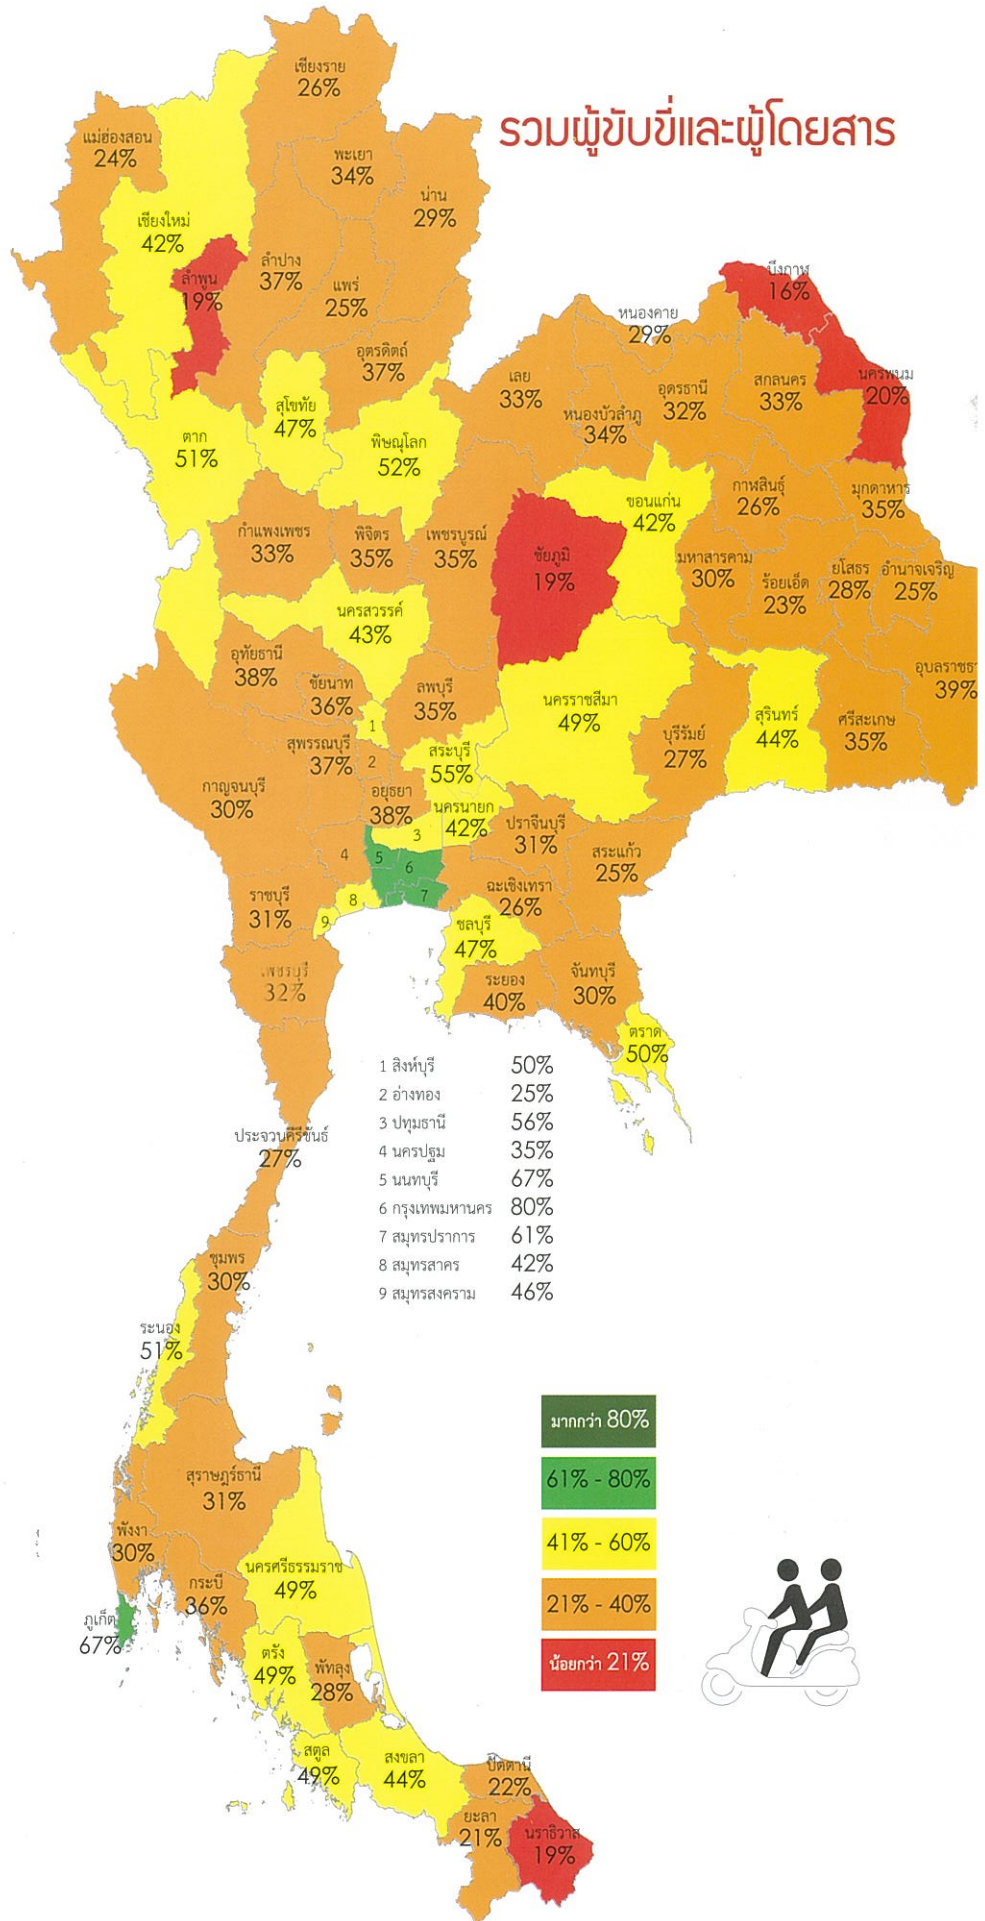 รวมผู้ขับขี่และผู้โดยสาร
เชียงราย
26%
แม่ฮ่องสอน
24%
พะเยา
34%
น่าน
29%
เชียงใหม่
42%
ลำพูน
19%
ลำปาง
37%
แพร่
25%
อุตรดิตถ์
37%
บึงกาฬ
16%
หนองคาย
29%
เลย
33%
หนองบัวลำภู
34%
อุดรธานี
32%
สกลนคร
33%
นครพนม
20%
สุโขทัย
47%
ตาก
51%
พิษณุโลก
52%
กำแพงเพชร
33%
พิจิตร
35%
เพชรบูรณ์
35%
ชัยภูมิ
19%
ขอนแก่น
42%
กาฬสินธุ์
26%
มุกดาหาร
35%
มหาสารคาม
30%
ร้อยเอ็ด
23%
ยโสธร
28%
อำนาจเจริญ
25%
นครสวรรค์
43%
อุทัยธานี
38%
ชัยนาท
36%
ลพบุรี
35%
นครราชสีมา
49%
บุรีรัมย์
27%
สุรินทร์
44%
ศรีสะเกษ
35%
อุบลราชธา
39%
1
สุพรรณบุรี
37%
2
สระบุรี
55%
กาญจนบุรี
30%
อยุธยา
38%
นครนายก
42%
ปราจีนบุรี
31%
สระแก้ว
25%
3
4
5
6
7
8
9
ราชบุรี
31%
ฉะเชิงเทรา
26%
ชลบุรี
47%
ระยอง
40%
จันทบุรี
30%
ตราด
50%
เพชรบุรี
32%
1 สิงห์บุรี 50%
2 อ่างทอง 25%
3 ปทุมธานี 56%
4 นครปฐม 35%
5 นนทบุรี 67%
6 กรุงเทพมหานคร 80%
7 สมุทรปราการ 61%
8 สมุทรสาคร 42%
9 สมุทรสงคราม 46%
ประจวบคีรีขันธ์
27%
ชุมพร
30%
ระนอง
51%
สุราษฎร์ธานี
31%
พังงา
30%
กระบี่
36%
นครศรีธรรมราช
49%
ภูเก็ต
67%
ตรัง
49%
พัทลุง
28%
สตูล
49%
สงขลา
44%
ปัตตานี
22%
ยะลา
21%
นราธิวาส
19%
มากกว่า 80%
61% - 80%
41% - 60%
21% - 40%
น้อยกว่า 21%